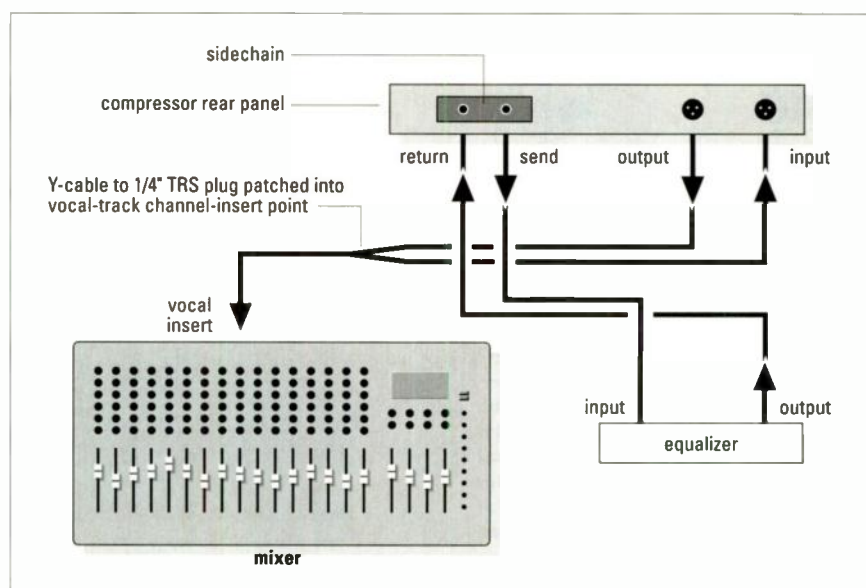 sidechain
compressor rear panel
return
send
output
input
Y-cable to 1/4" TRS plug patched into
vocal-track channel-insert point
vocal
insert
input
output
equalizer
mixer